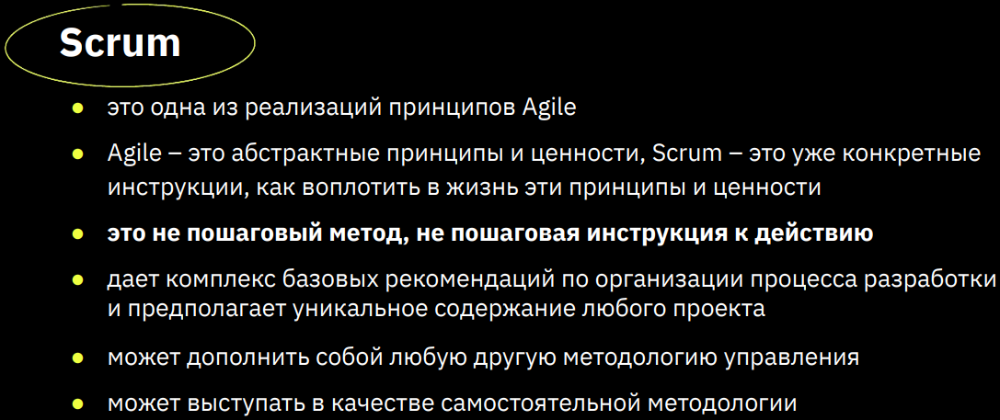 Scrum
• это одна из реализаций принципов Agile
• Agile – это абстрактные принципы и ценности, Scrum – это уже конкретные
инструкции, как воплотить в жизнь эти принципы и ценности
• это не пошаговый метод, не пошаговая инструкция к действию
• дает комплекс базовых рекомендаций по организации процесса разработки
и предполагает уникальное содержание любого проекта
• может дополнить собой любую другую методологию управления
• может выступать в качестве самостоятельной методологии